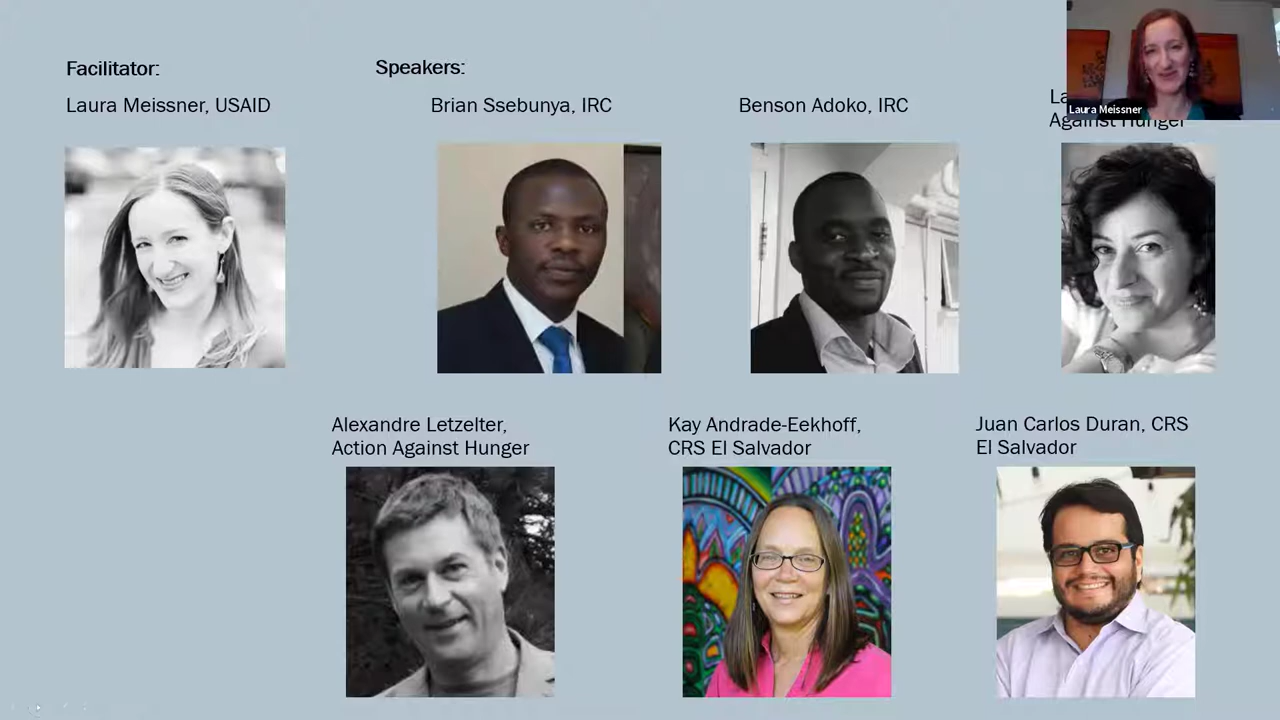 Facilitator:
Speakers:
Laura Meissner, USAID
Brian Ssebunya, IRC
Benson Adoko, IRC
La
Against Hunger
Laura Meissner
Alexandre Letzelter,
Action Against Hunger
Kay Andrade-Eekhoff,
CRS El Salvador
Juan Carlos Duran, CRS
El Salvador